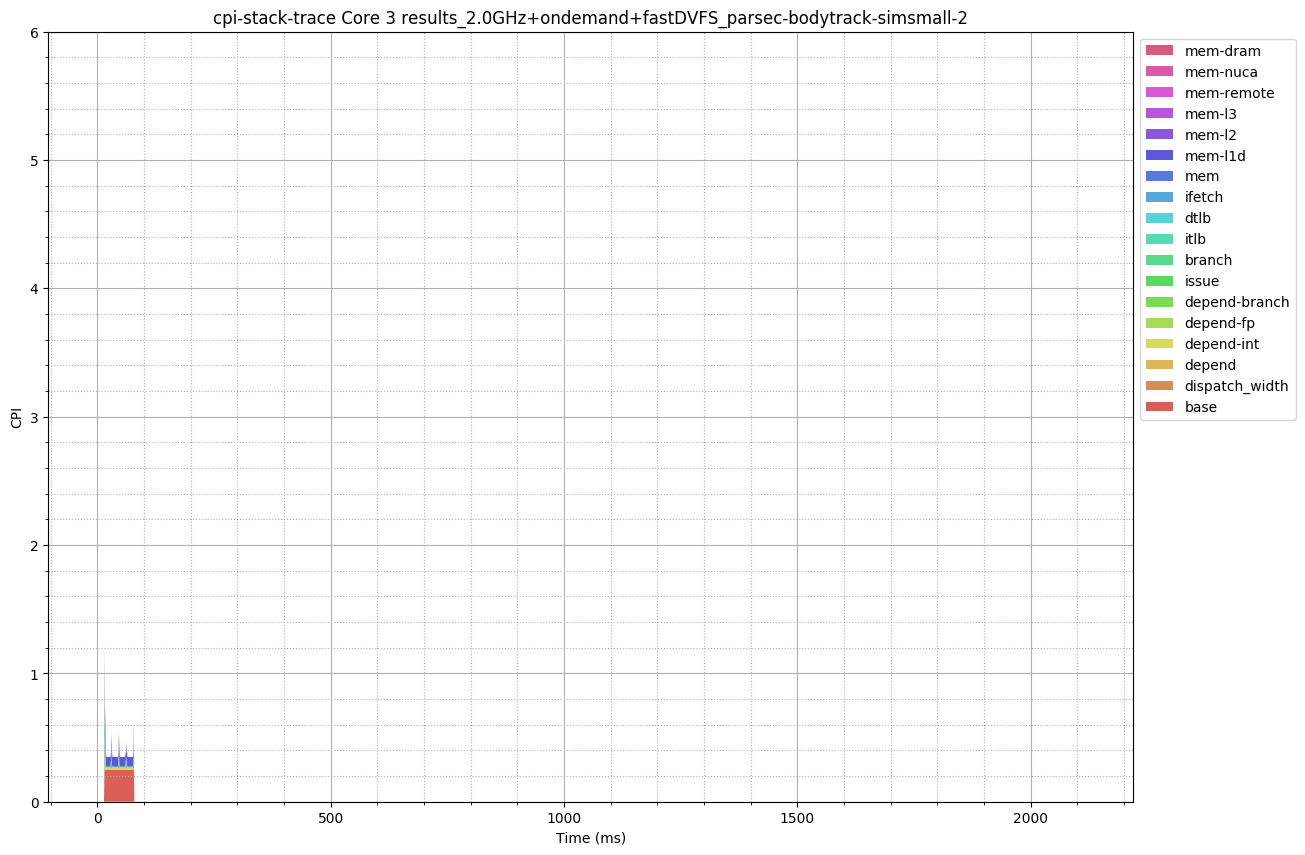 cpi-stack-trace Core 3 results_2.0GHz+ondemand+fastDVFS_parsec-bodytrack-simsmall-2
6
5
4
3
2
1
0
CPI
0
500
1000
1500
2000
Time (ms)
mem-dram
mem-nuca
mem-remote
mem-l3
mem-l2
mem-l1d
mem
ifetch
dtlb
itlb
branch
issue
depend-branch
depend-fp
depend-int
depend
dispatch_width
base